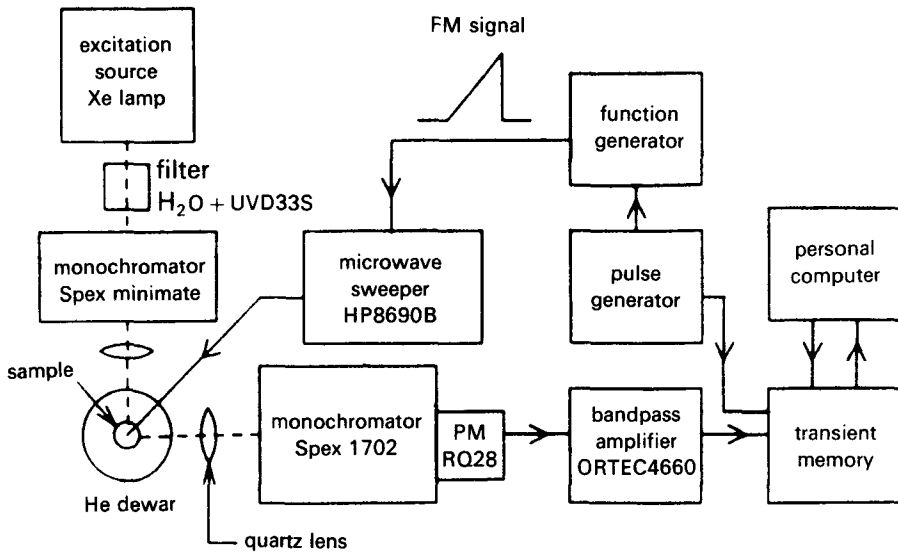 excitation
source
Xe lamp
FM signal
function
generator
filter
H₂O + UVD33S
monochromator
Spex minimate
microwave
sweeper
HP8690B
pulse
generator
personal
computer
sample
monochromator
Spex 1702
PM
RQ28
bandpass
amplifier
ORTEC4660
transient
memory
He dewar
quartz lens